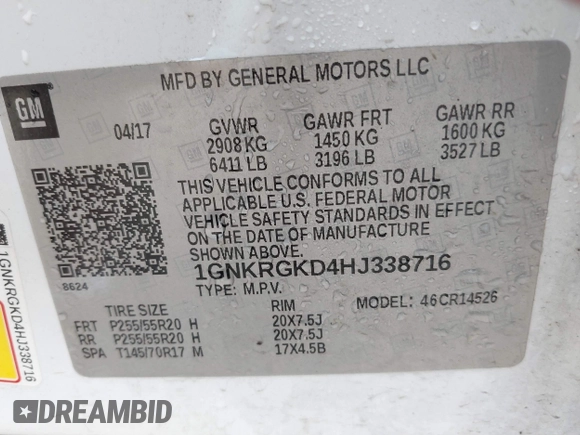 MFD BY GENERAL MOTORS LLC
GM
04/17
GVWR
2908 KG
6411 LB
GAWR FRT
1450 KG
3196 LB
GAWR RR
1600 KG
3527 LB
THIS VEHICLE CONFORMS TO ALL
APPLICABLE U.S. FEDERAL MOTOR
VEHICLE SAFETY STANDARDS IN EFFECT
ON THE DATE OF MANUFACTURE
SHOWN ABOVE.
1GNKRGKD4HJ338716
8624
TYPE: M.P.V.
MODEL: 46CR14526
TIRE SIZE
RIM
FRT P255/55R20 H 20X7.5J
RR P255/55R20 H 20X7.5J
SPA T145/70R17 M 17X4.5B
1GNKRGKD4HJ338716
DREAMBID